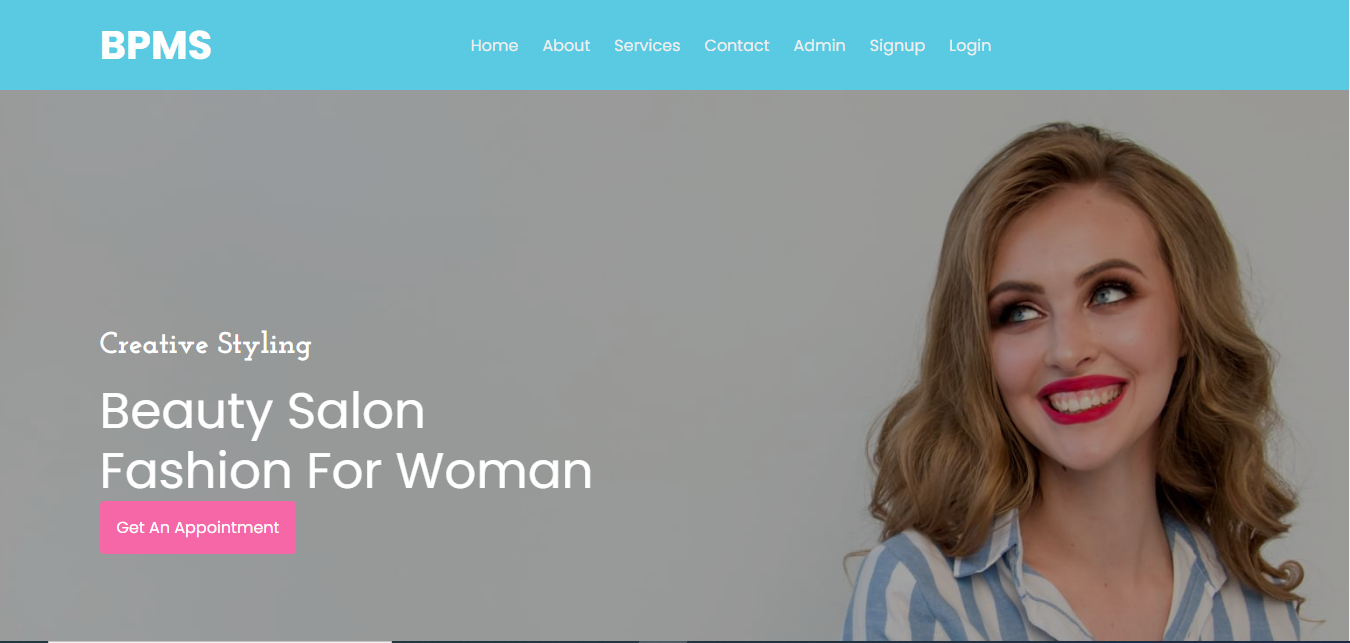 BPMS
Home About Services Contact Admin Signup Login
Creative Styling
Beauty Salon
Fashion For Woman
Get An Appointment